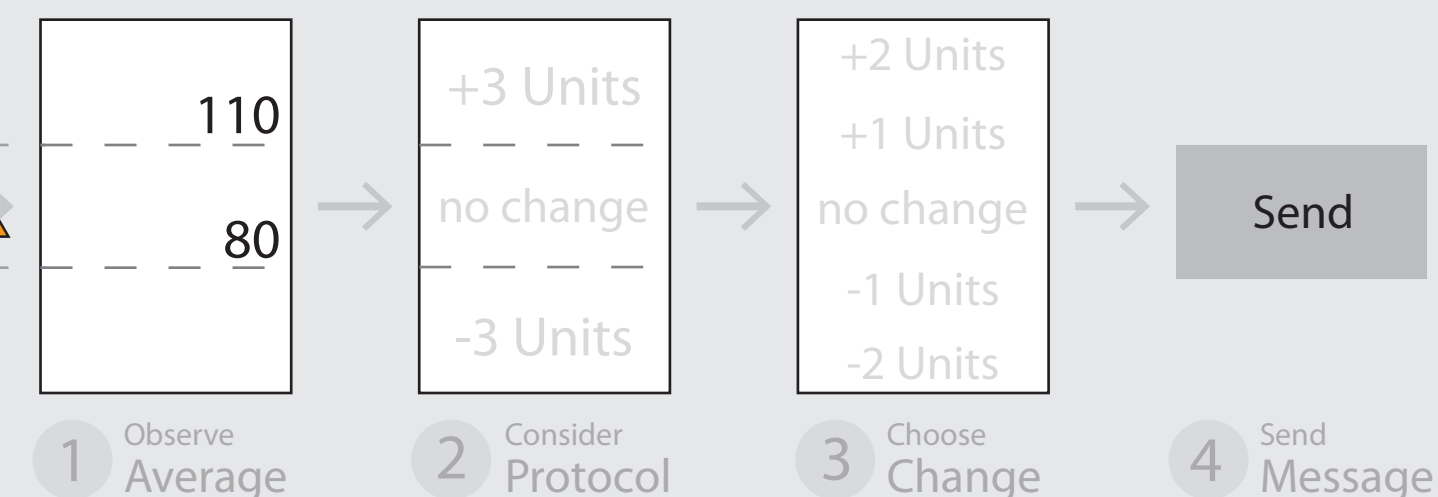 110
80
+3 Units
no change
-3 Units
+2 Units
+1 Units
no change
-1 Units
-2 Units
Send
1 Observe
Average
2 Consider
Protocol
3 Choose
Change
4 Send
Message